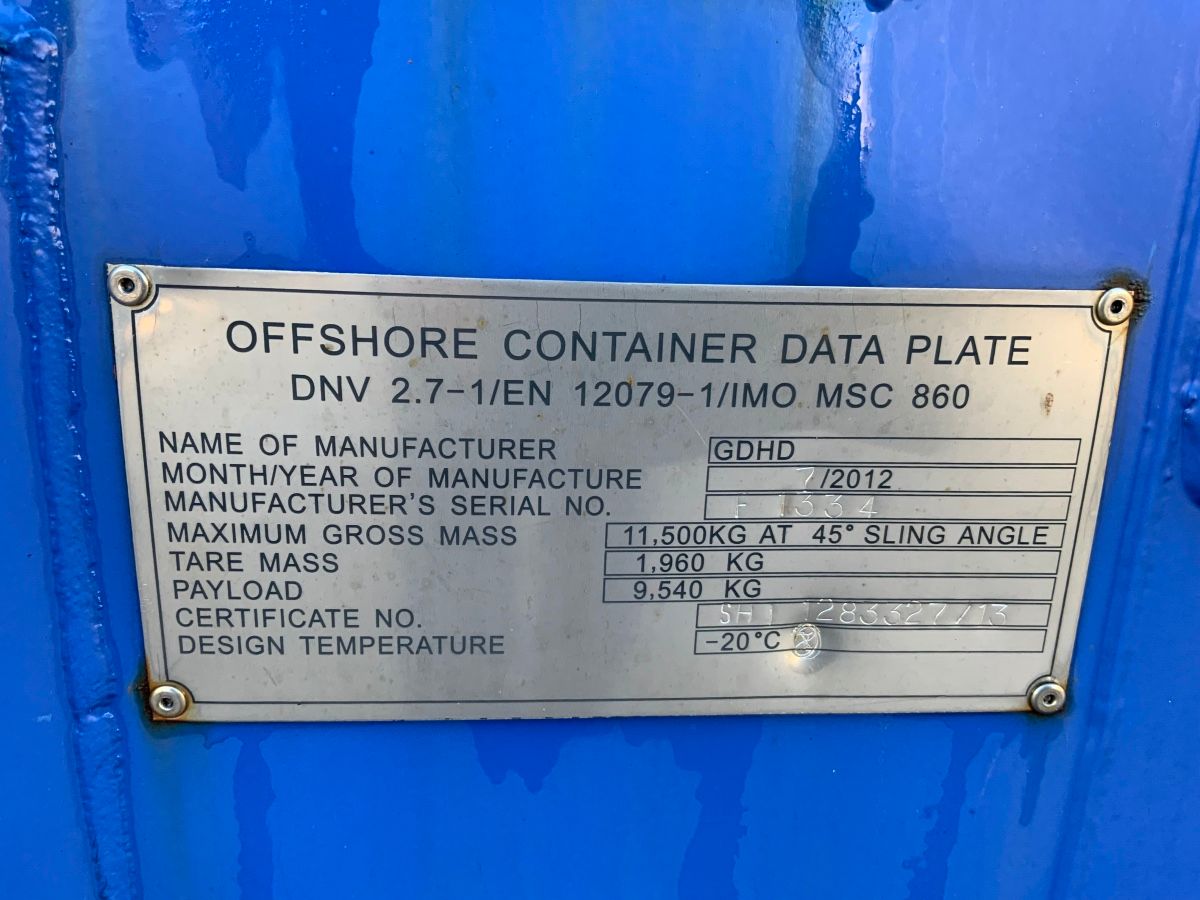 OFFSHORE CONTAINER DATA PLATE
DNV 2.7-1/EN 12079-1/IMO MSC 860
NAME OF MANUFACTURER GDHD
MONTH/YEAR OF MANUFACTURE 7/2012
MANUFACTURER'S SERIAL NO. F 1334
MAXIMUM GROSS MASS 11,500KG AT 45° SLING ANGLE
TARE MASS 1,960 KG
PAYLOAD 9,540 KG
CERTIFICATE NO. 1283327/13
DESIGN TEMPERATURE -20°C